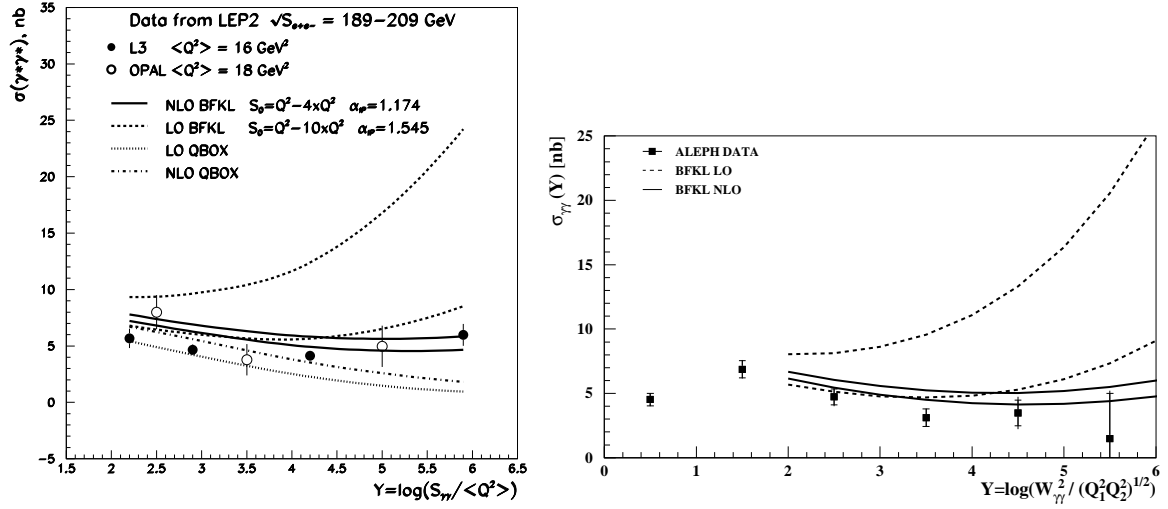 Data from LEP2 √S_e+e- = 189-209 GeV
L3 <Q²> = 16 GeV²
OPAL <Q²> = 18 GeV²
NLO BFKL S₀=Q²-4xQ² α_IP=1.174
LO BFKL S₀=Q²-10xQ² α_IP=1.545
LO QBOX
NLO QBOX
σ(γ*γ*), nb
35
30
25
20
15
10
5
0
-5
1.5 2 2.5 3 3.5 4 4.5 5 5.5 6 6.5
Y=log(S_γγ/<Q²>)
ALEPH DATA
BFKL LO
BFKL NLO
σ_γγ(Y) [nb]
25
20
15
10
5
0
0 1 2 3 4 5 6
Y=log(W²_γγ / (Q₁²Q₂²)^1/2)